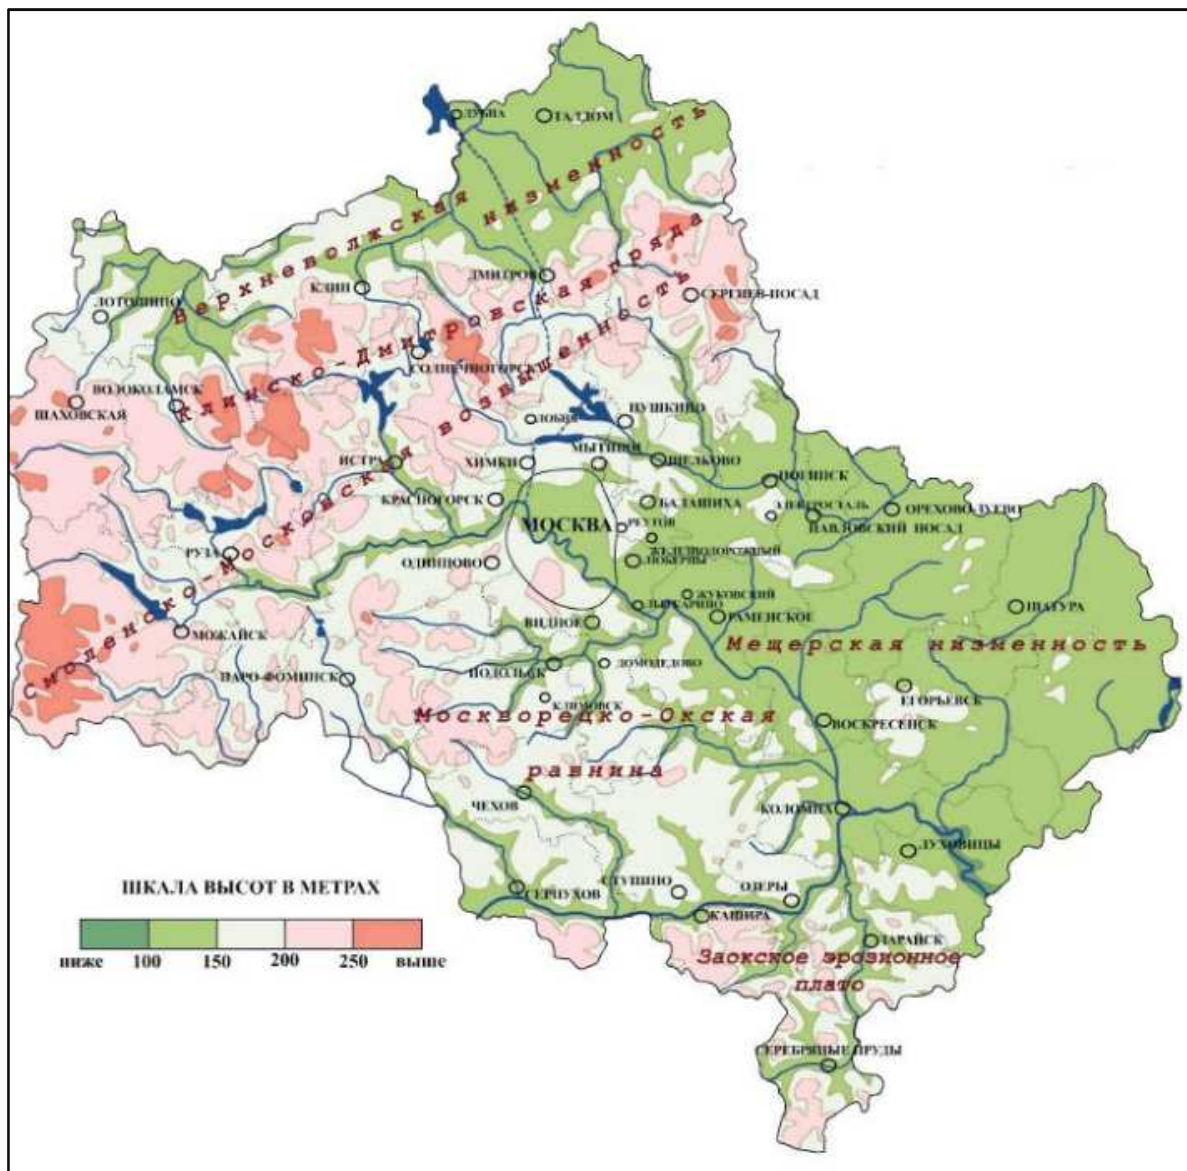 ДУБНА
ТАЛДОМ
Верхневолжская низменность
ДМИТРОВ
КЛИН
СЕРГИЕВ-ПОСАД
ЛОТОШИНО
Клинско-Дмитровская гряда
СОЛНЕЧНОГОРСК
ВОЛОКОЛАМСК
ШАХОВСКАЯ
ЛОБНЯ
ПУШКИНО
Смоленско-Московская возвышенность
ИСТРА
ХИМКИ
МЫТИЩИ
ЩЕЛКОВО
НОГИНСК
КРАСНОГОРСК
БАЛАШИХА
ОРЕХОВО-ЗУЕВО
МОСКВА
РЕУТОВ
ПАВЛОВСКИЙ ПОСАД
РУЗА
ЖЕЛЕЗНОДОРОЖНЫЙ
ОДИНЦОВО
ЛЮБЕРЦЫ
ЖУКОВСКИЙ
ЛЫТКАРИНО
ШАТУРА
ВИДНОЕ
РАМЕНСКОЕ
МОЖАЙСК
Мещерская низменность
ПОДОЛЬСК
ДОМОДЕДОВО
НАРО-ФОМИНСК
КЛИМОВСК
ЕГОРЬЕВСК
Москворецко-Окская
равнина
ВОСКРЕСЕНСК
ЧЕХОВ
КОЛОМНА
ЛУХОВИЦЫ
ШКАЛА ВЫСОТ В МЕТРАХ
СЕРПУХОВ
СТУПИНО
ОЗЕРЫ
КАШИРА
ниже 100 150 200 250 выше
ЗАРАЙСК
Заокское эрозионное
плато
СЕРЕБРЯНЫЕ ПРУДЫ